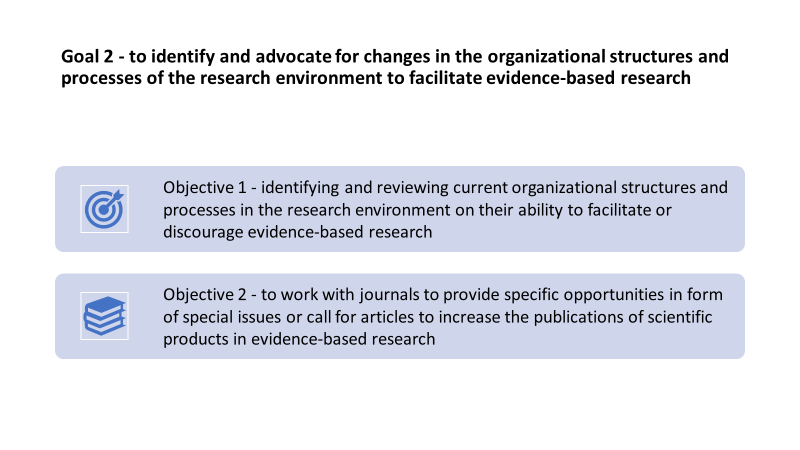 Goal 2 - to identify and advocate for changes in the organizational structures and
processes of the research environment to facilitate evidence-based research
Objective 1 - identifying and reviewing current organizational structures and
processes in the research environment on their ability to facilitate or
discourage evidence-based research
Objective 2 - to work with journals to provide specific opportunities in form
of special issues or call for articles to increase the publications of scientific
products in evidence-based research